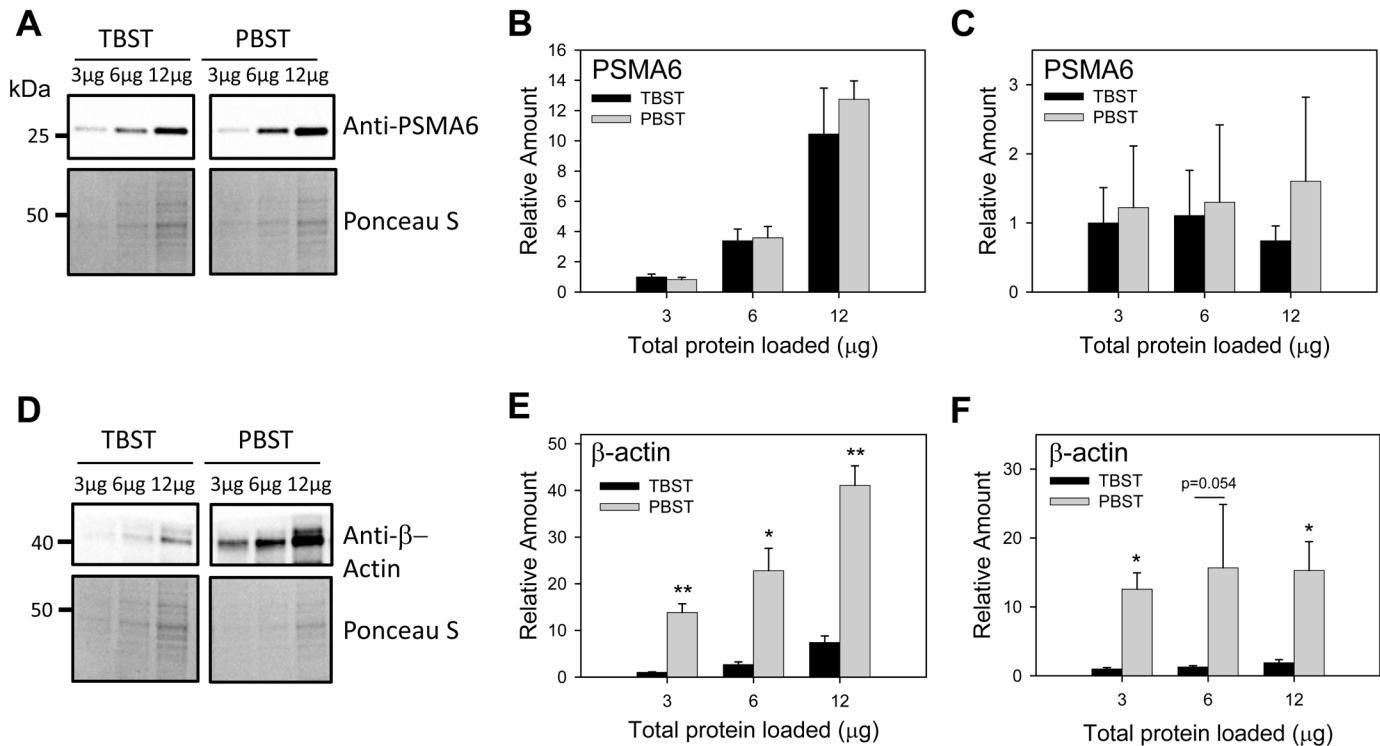 A
TBST PBST
3μg 6μg 12μg 3μg 6μg 12μg
kDa
25
Anti-PSMA6
50
Ponceau S
B
PSMA6
TBST
PBST
Relative Amount
16
14
12
10
8
6
4
2
0
3 6 12
Total protein loaded (μg)
C
PSMA6
TBST
PBST
Relative Amount
3
2
1
0
3 6 12
Total protein loaded (μg)
D
TBST PBST
3μg 6μg 12μg 3μg 6μg 12μg
40
Anti-β–
Actin
50
Ponceau S
E
β-actin
TBST
PBST
** * **
Relative Amount
50
40
30
20
10
0
3 6 12
Total protein loaded (μg)
F
β-actin
TBST
PBST
p=0.054
* *
Relative Amount
30
20
10
0
3 6 12
Total protein loaded (μg)